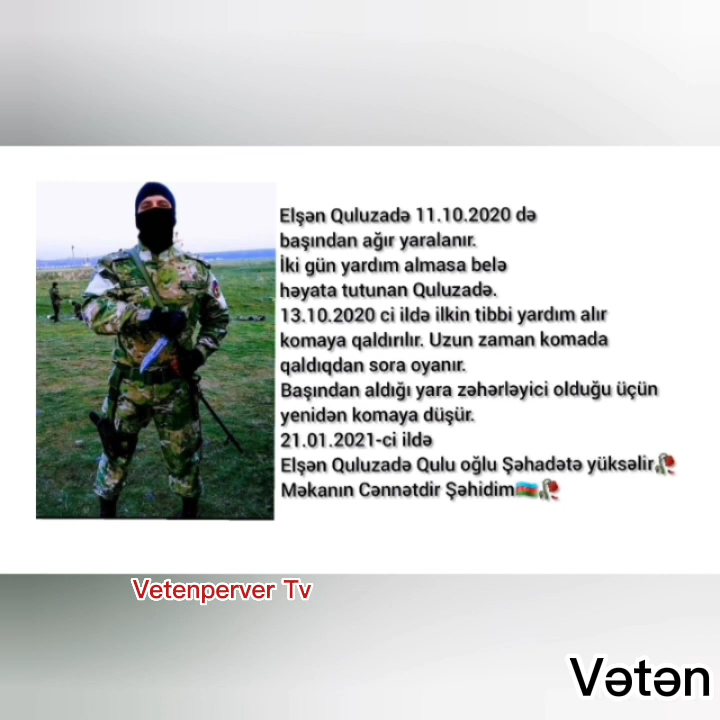 Elşən Quluzadə 11.10.2020 də
başından ağır yaralanır.
İki gün yardım almasa belə
həyata tutunan Quluzadə.
13.10.2020 ci ildə ilkin tibbi yardım alır
komaya qaldırılır. Uzun zaman komada
qaldıqdan sora oyanır.
Başından aldığı yara zəhərləyici olduğu üçün
yenidən komaya düşür.
21.01.2021-ci ildə
Elşən Quluzadə Qulu oğlu Şəhadətə yüksəlir🥀
Məkanın Cənnətdir Şəhidim🇦🇿🥀
Vetenperver Tv
Vətən